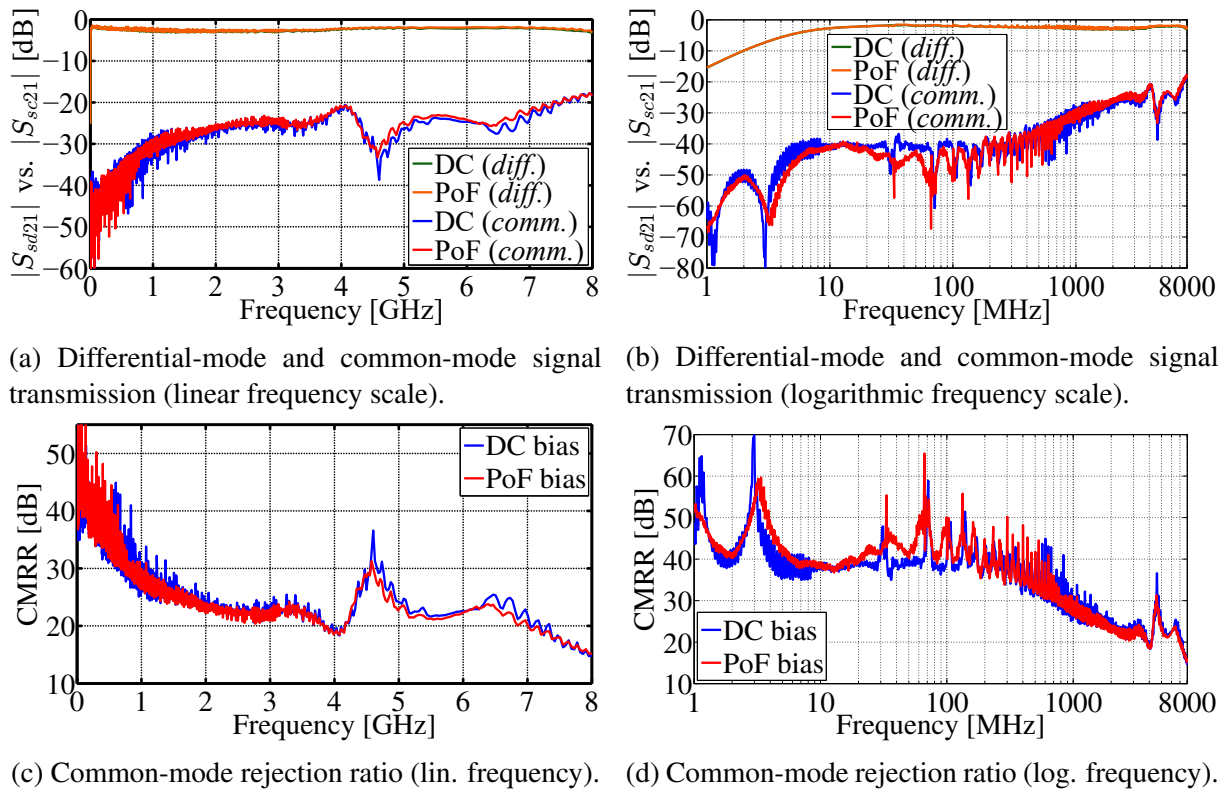 0
−10
−20
−30
−40
−50
−60
|S_sd21| vs. |S_sc21| [dB]
DC (diff.)
PoF (diff.)
DC (comm.)
PoF (comm.)
0 1 2 3 4 5 6 7 8
Frequency [GHz]
(a) Differential-mode and common-mode signal
transmission (linear frequency scale).
0
−10
−20
−30
−40
−50
−60
−70
−80
|S_sd21| vs. |S_sc21| [dB]
DC (diff.)
PoF (diff.)
DC (comm.)
PoF (comm.)
1 10 100 1000 8000
Frequency [MHz]
(b) Differential-mode and common-mode signal
transmission (logarithmic frequency scale).
50
40
30
20
10
CMRR [dB]
DC bias
PoF bias
0 1 2 3 4 5 6 7 8
Frequency [GHz]
(c) Common-mode rejection ratio (lin. frequency).
70
60
50
40
30
20
10
CMRR [dB]
DC bias
PoF bias
1 10 100 1000 8000
Frequency [MHz]
(d) Common-mode rejection ratio (log. frequency).